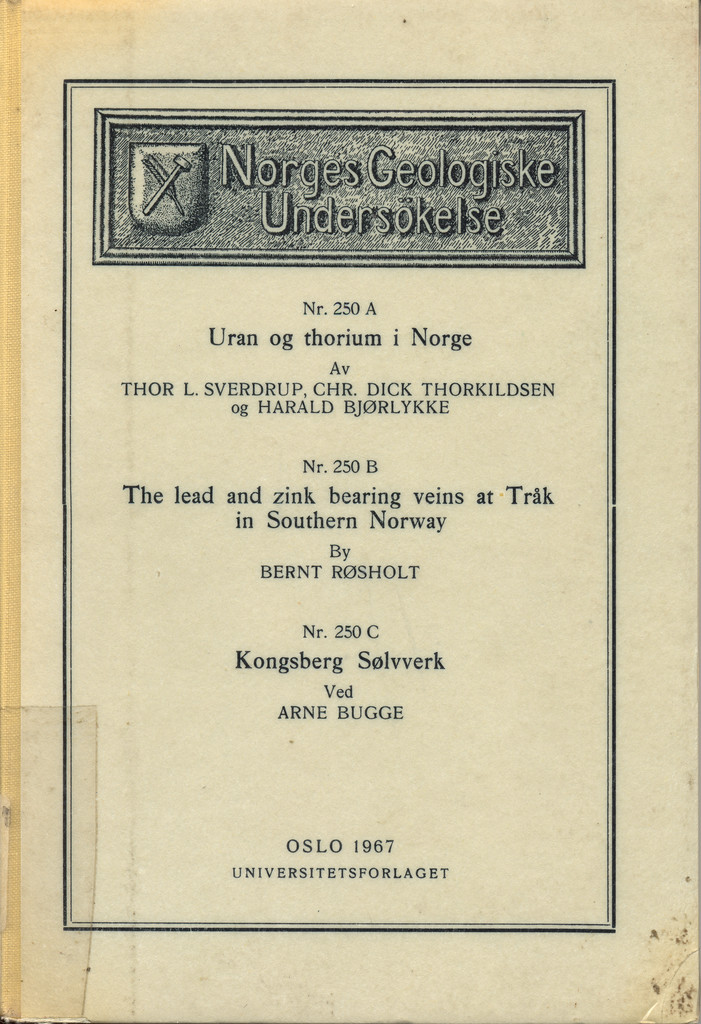 Norges Geologiske
Undersökelse
Nr. 250 A
Uran og thorium i Norge
Av
THOR L. SVERDRUP, CHR. DICK THORKILDSEN
og HARALD BJØRLYKKE
Nr. 250 B
The lead and zink bearing veins at Tråk
in Southern Norway
By
BERNT RØSHOLT
Nr. 250 C
Kongsberg Sølvverk
Ved
ARNE BUGGE
OSLO 1967
UNIVERSITETSFORLAGET